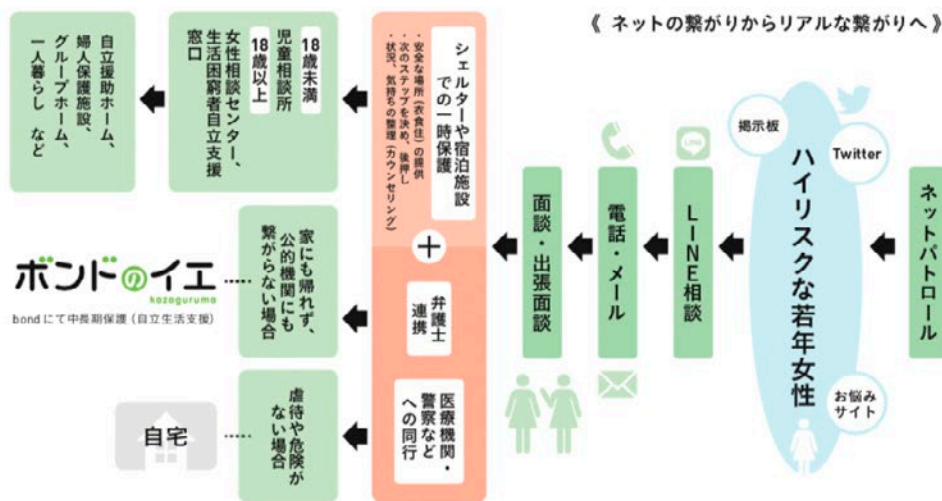 《 ネットの繋がりからリアルな繋がりへ 》
ネットパトロール
ハイリスクな若年女性
掲示板
Twitter
お悩み
サイト
LINE
LINE相談
電話・メール
面談・出張面談
シェルターや宿泊施設
での一時保護
・安全な場所(衣食住)の提供
・次のステップを決め、後押し
・状況、気持ちの整理(カウンセリング)
+
弁護士
連携
医療機関・
警察など
への同行
18歳未満
児童相談所
18歳以上
女性相談センター、
生活困窮者自立支援
窓口
自立援助ホーム、
婦人保護施設、
グループホーム、
一人暮らし など
家にも帰れず、
公的機関にも
繋がらない場合
ボンドのイエ
kazaguruma
bondにて中長期保護(自立生活支援)
虐待や危険が
ない場合
自宅